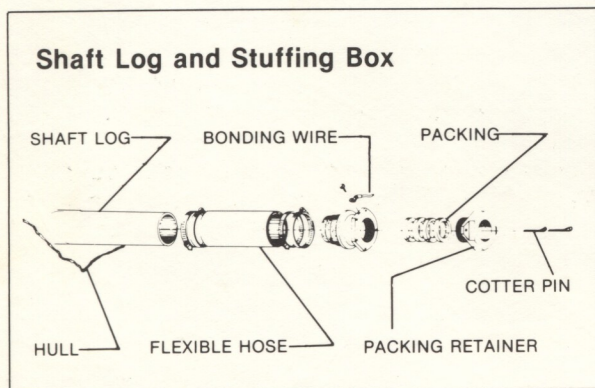 Shaft Log and Stuffing Box
SHAFT LOG
BONDING WIRE
PACKING
COTTER PIN
HULL
FLEXIBLE HOSE
PACKING RETAINER